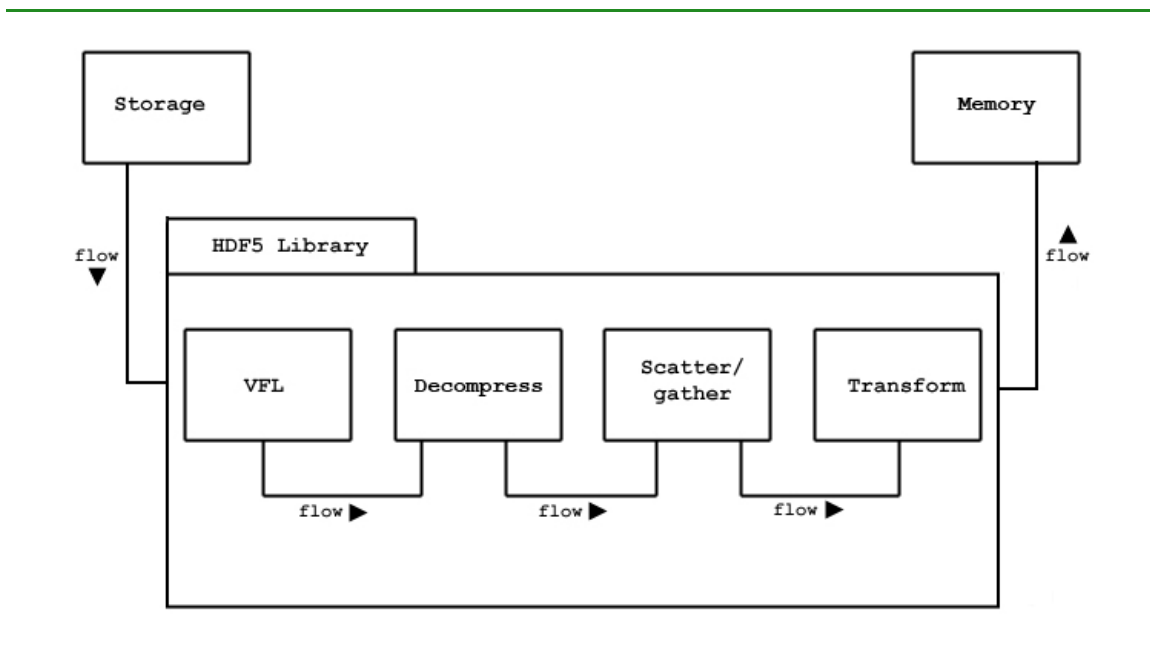 Storage
Memory
flow
HDF5 Library
flow
VFL
Decompress
Scatter/
gather
Transform
flow
flow
flow